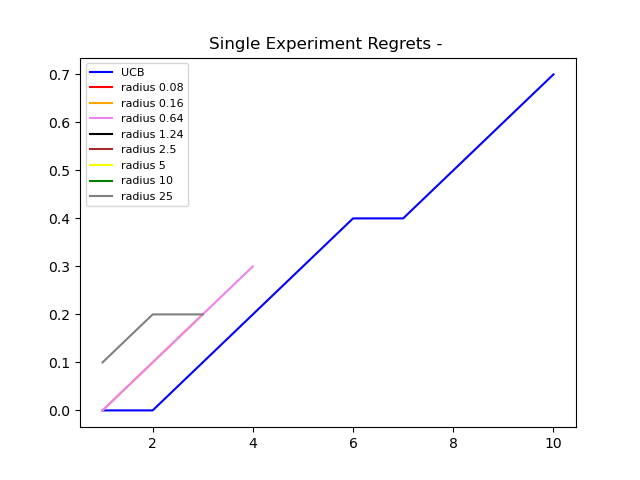 Single Experiment Regrets -
UCB
radius 0.08
radius 0.16
radius 0.64
radius 1.24
radius 2.5
radius 5
radius 10
radius 25
0.7
0.6
0.5
0.4
0.3
0.2
0.1
0.0
2 4 6 8 10